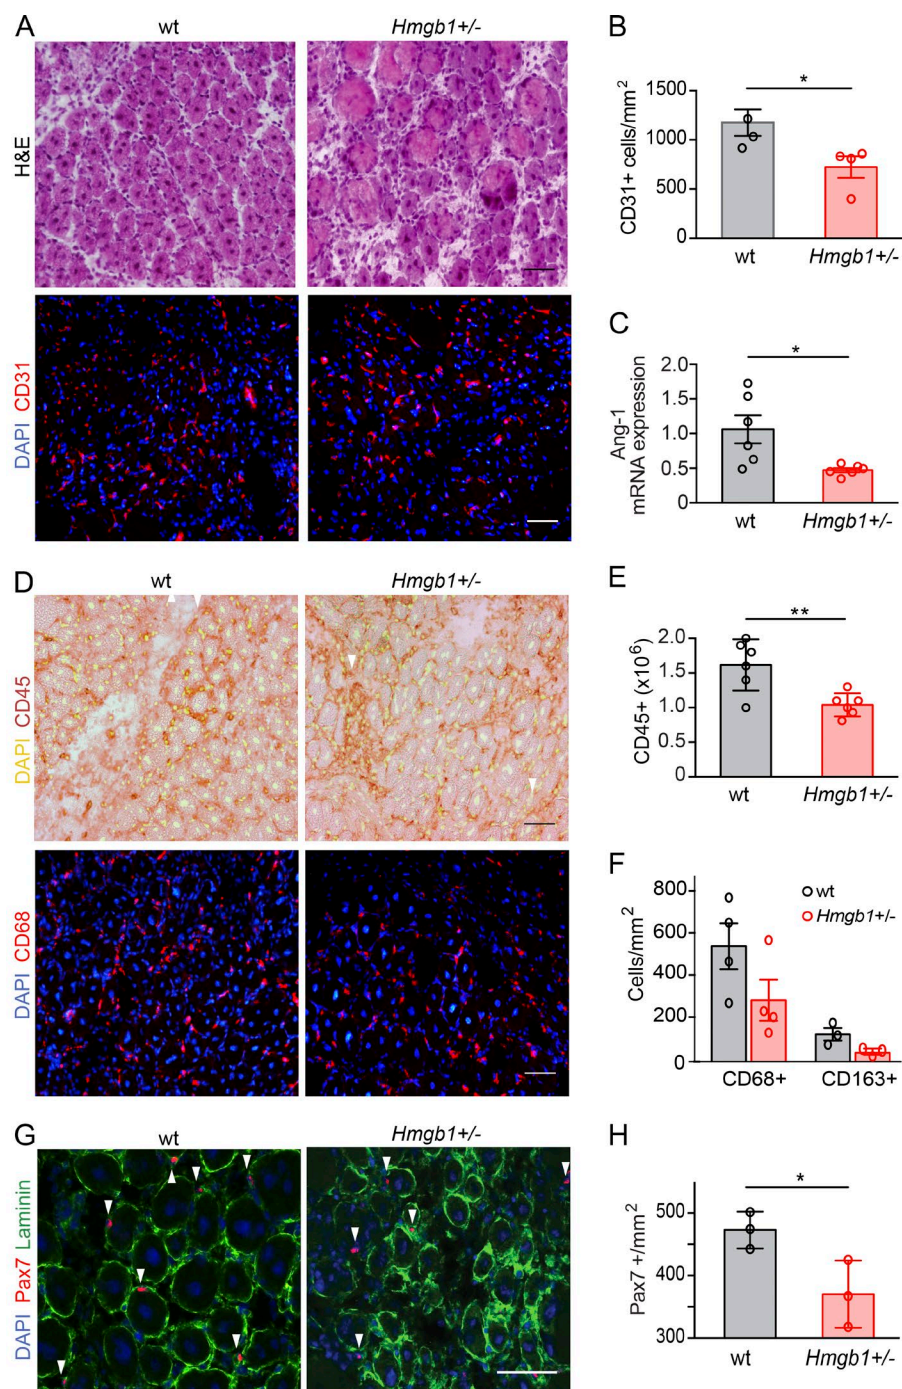 A
wt
Hmgb1+/-
H&E
DAPI CD31
B
CD31+ cells/mm2
1500
1000
500
0
*
wt
Hmgb1+/-
C
Ang-1
mRNA expression
2.0
1.5
1.0
0.5
0
*
wt
Hmgb1+/-
D
wt
Hmgb1+/-
DAPI CD45
DAPI CD68
E
CD45+ (x10⁶)
2.0
1.5
1.0
0.5
0
**
wt
Hmgb1+/-
F
Cells/mm²
800
600
400
200
0
wt
Hmgb1+/-
CD68+
CD163+
G
wt
Hmgb1+/-
DAPI Pax7 Laminin
H
Pax7 +/mm²
500
400
300
*
wt
Hmgb1+/-